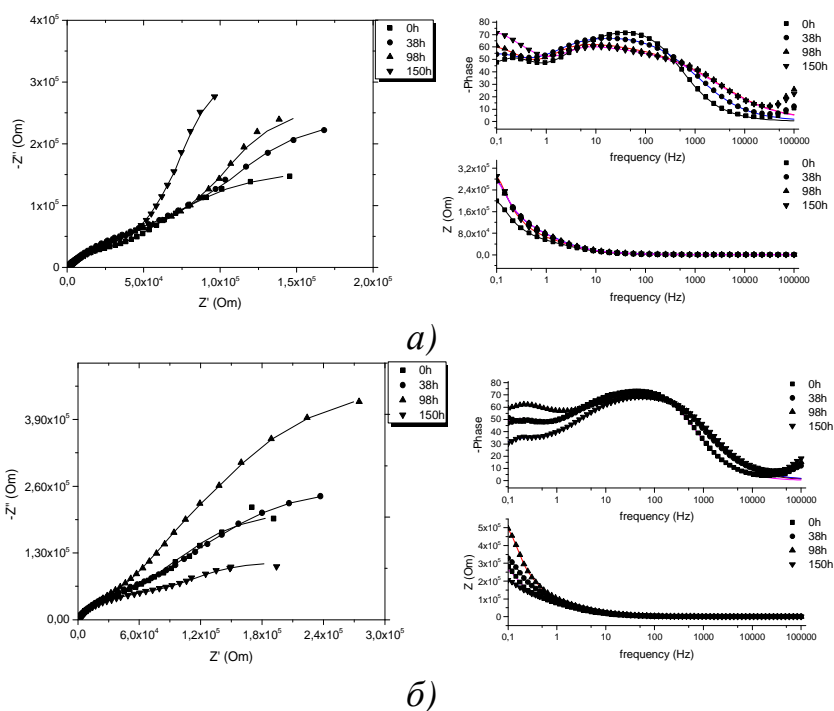 4x10⁵
3x10⁵
2x10⁵
1x10⁵
0
-Z'' (Om)
0,0
5,0x10⁴
1,0x10⁵
1,5x10⁵
2,0x10⁵
Z' (Om)
0h
38h
98h
150h
80
70
60
50
40
30
20
10
0
-Phase
0,1
1
10
100
1000
10000
100000
frequency (Hz)
0h
38h
98h
150h
3,2x10⁵
2,4x10⁵
1,6x10⁵
8,0x10⁴
0,0
Z (Om)
0,1
1
10
100
1000
10000
100000
frequency (Hz)
0h
38h
98h
150h
а)
3,90x10⁵
2,60x10⁵
1,30x10⁵
0,00
-Z'' (Om)
0,0
6,0x10⁴
1,2x10⁵
1,8x10⁵
2,4x10⁵
3,0x10⁵
Z' (Om)
0h
38h
98h
150h
80
70
60
50
40
30
20
10
0
-Phase
0,1
1
10
100
1000
10000
100000
frequency (Hz)
0h
38h
98h
150h
5x10⁵
4x10⁵
3x10⁵
2x10⁵
1x10⁵
0
Z (Om)
0,1
1
10
100
1000
10000
100000
frequency (Hz)
0h
38h
98h
150h
б)